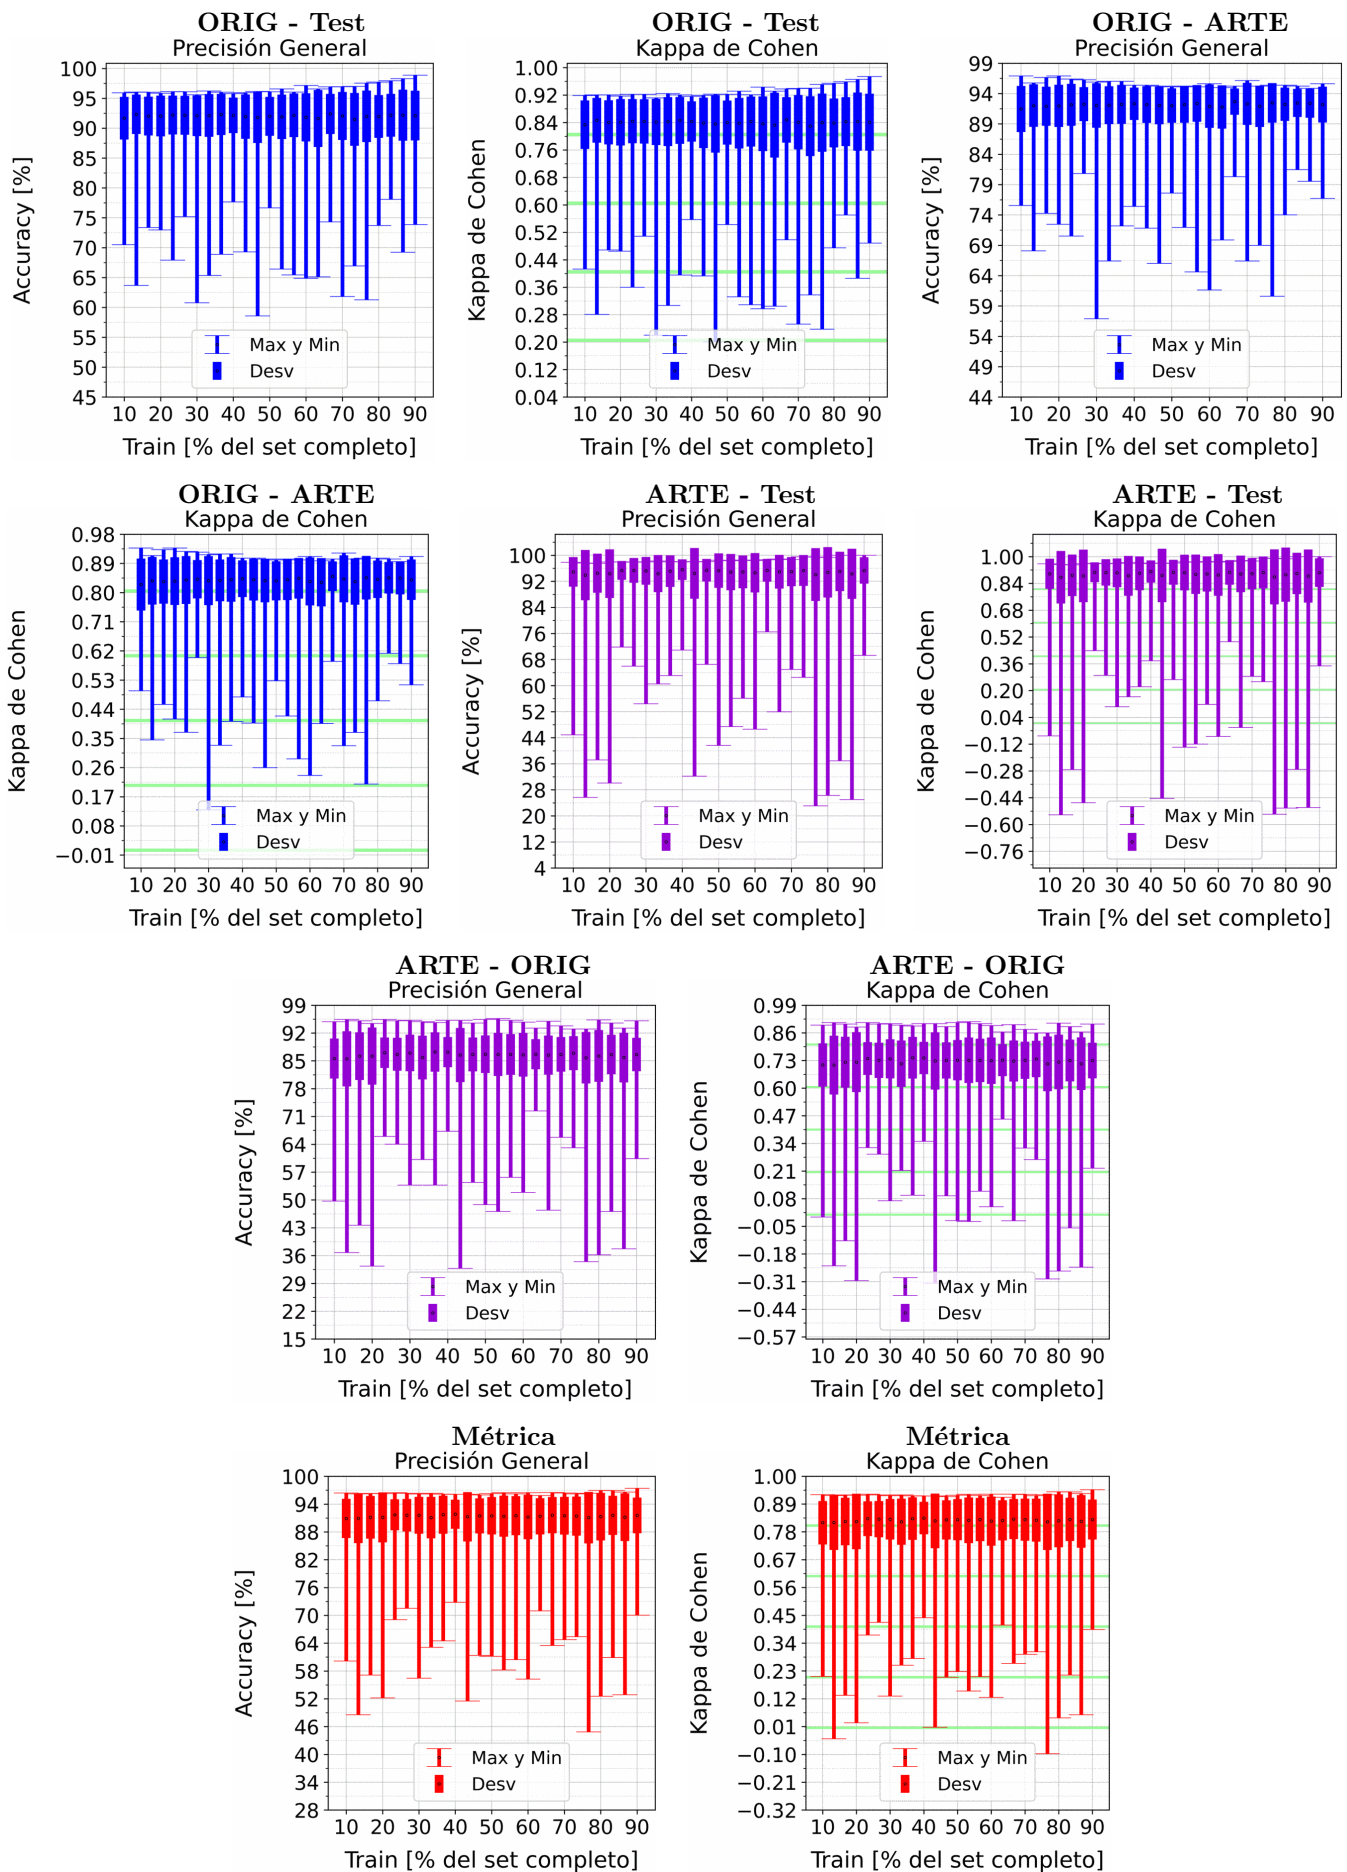 ORIG - Test
Precisión General
100
95
90
85
80
75
70
65
60
55
50
45
Accuracy [%]
Max y Min
Desv
10 20 30 40 50 60 70 80 90
Train [% del set completo]
ORIG - Test
Kappa de Cohen
1.00
0.92
0.84
0.76
0.68
0.60
0.52
0.44
0.36
0.28
0.20
0.12
0.04
Kappa de Cohen
Max y Min
Desv
10 20 30 40 50 60 70 80 90
Train [% del set completo]
ORIG - ARTE
Precisión General
99
94
89
84
79
74
69
64
59
54
49
44
Accuracy [%]
Max y Min
Desv
10 20 30 40 50 60 70 80 90
Train [% del set completo]
ORIG - ARTE
Kappa de Cohen
0.98
0.89
0.80
0.71
0.62
0.53
0.44
0.35
0.26
0.17
0.08
−0.01
Kappa de Cohen
Max y Min
Desv
10 20 30 40 50 60 70 80 90
Train [% del set completo]
ARTE - Test
Precisión General
100
92
84
76
68
60
52
44
36
28
20
12
4
Accuracy [%]
Max y Min
Desv
10 20 30 40 50 60 70 80 90
Train [% del set completo]
ARTE - Test
Kappa de Cohen
1.00
0.84
0.68
0.52
0.36
0.20
0.04
−0.12
−0.28
−0.44
−0.60
−0.76
Kappa de Cohen
Max y Min
Desv
10 20 30 40 50 60 70 80 90
Train [% del set completo]
ARTE - ORIG
Precisión General
99
92
85
78
71
64
57
50
43
36
29
22
15
Accuracy [%]
Max y Min
Desv
10 20 30 40 50 60 70 80 90
Train [% del set completo]
ARTE - ORIG
Kappa de Cohen
0.99
0.86
0.73
0.60
0.47
0.34
0.21
0.08
−0.05
−0.18
−0.31
−0.44
−0.57
Kappa de Cohen
Max y Min
Desv
10 20 30 40 50 60 70 80 90
Train [% del set completo]
Métrica
Precisión General
100
94
88
82
76
70
64
58
52
46
40
34
28
Accuracy [%]
Max y Min
Desv
10 20 30 40 50 60 70 80 90
Train [% del set completo]
Métrica
Kappa de Cohen
1.00
0.89
0.78
0.67
0.56
0.45
0.34
0.23
0.12
0.01
−0.10
−0.21
−0.32
Kappa de Cohen
Max y Min
Desv
10 20 30 40 50 60 70 80 90
Train [% del set completo]